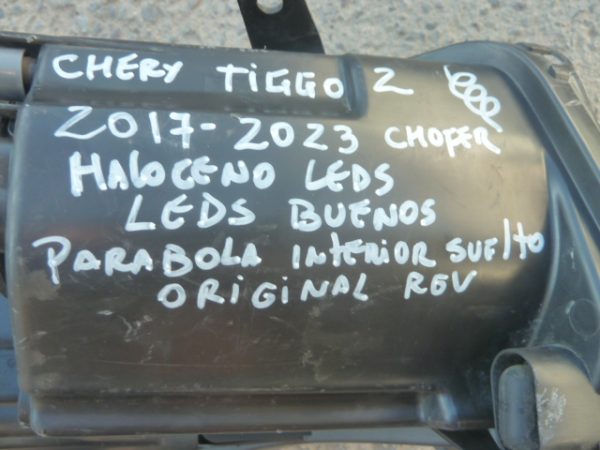 CHERY TIGGO 2
2017-2023 CHOFER
HALOGENO LEDS
LEDS BUENOS
PARABOLA INTERIOR SUELTO
ORIGINAL REV